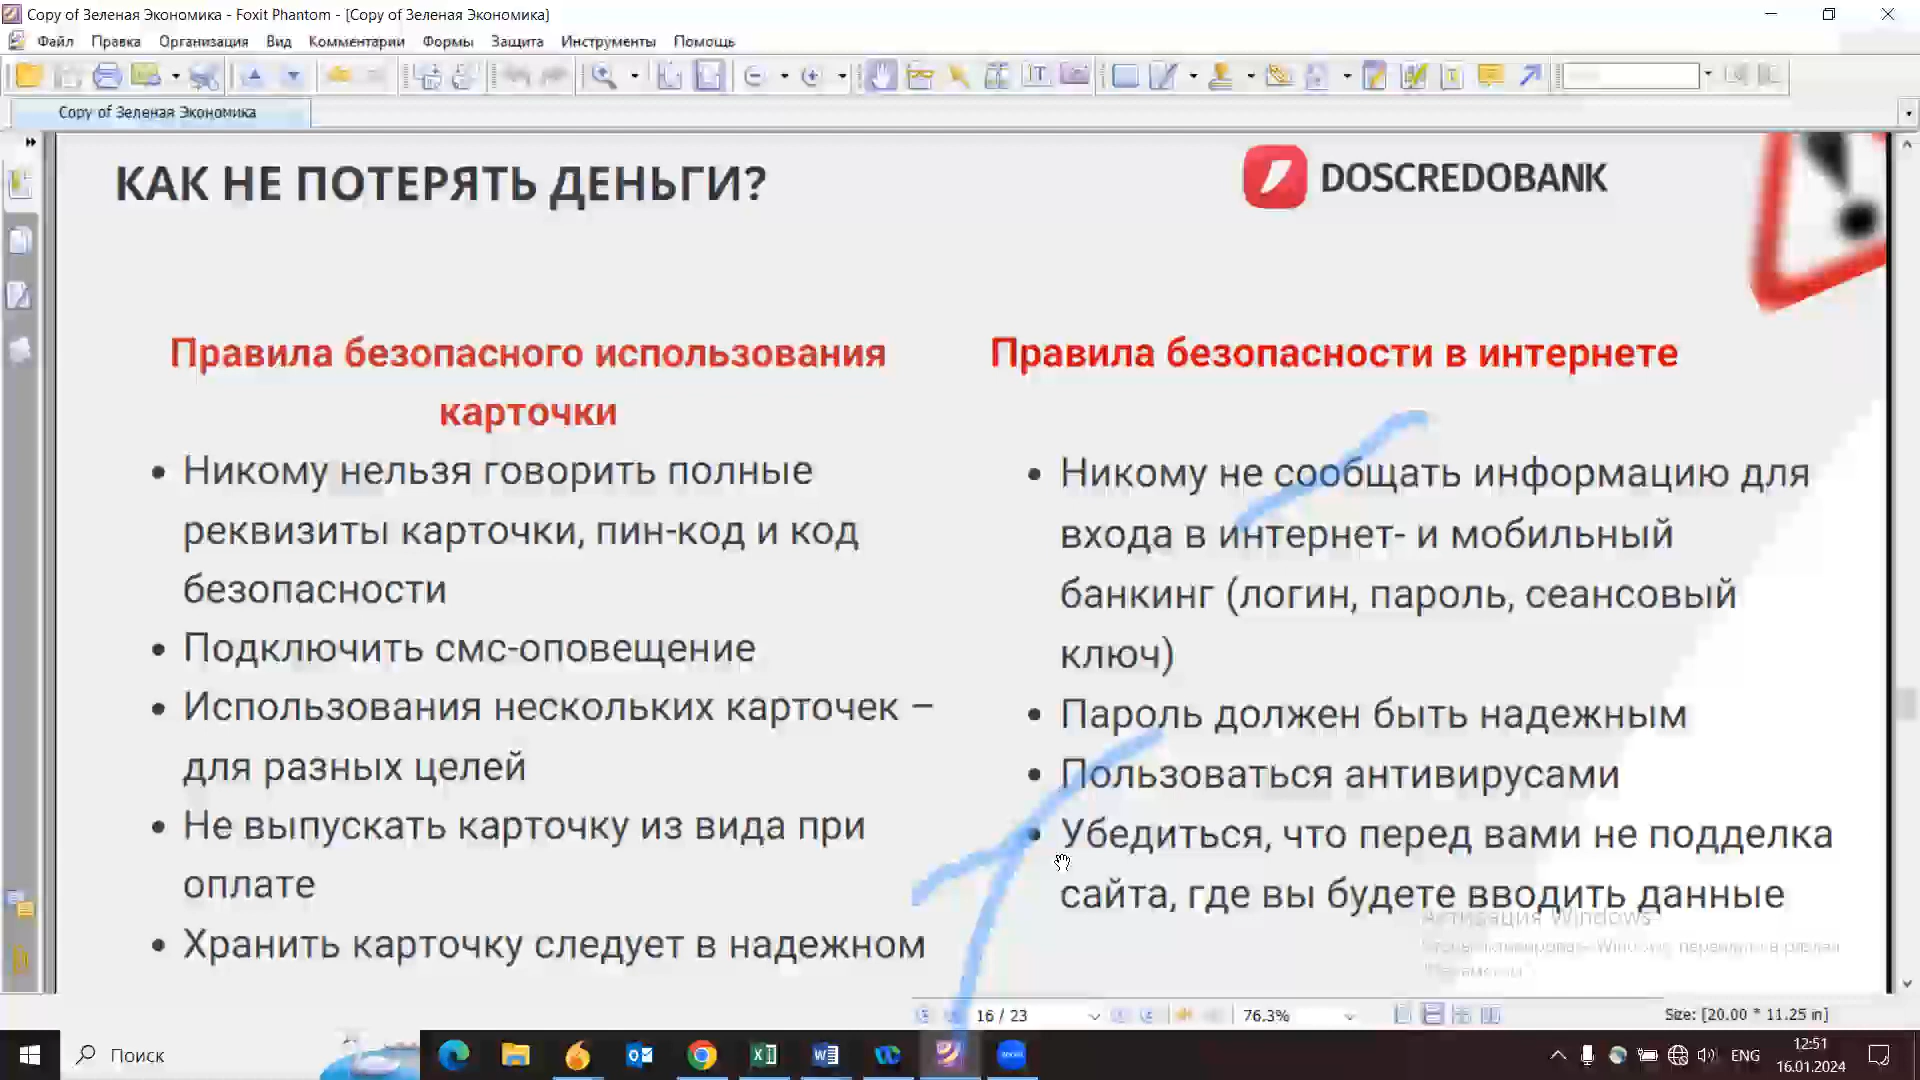 Copy of Зеленая Экономика - Foxit Phantom - [Copy of Зеленая Экономика]
Файл Правка Организация Вид Комментарии Формы Защита Инструменты Помощь
Copy of Зеленая Экономика
КАК НЕ ПОТЕРЯТЬ ДЕНЬГИ?
DOSCREDOBANK
Правила безопасного использования
карточки
• Никому нельзя говорить полные
реквизиты карточки, пин-код и код
безопасности
• Подключить смс-оповещение
• Использования нескольких карточек –
для разных целей
• Не выпускать карточку из вида при
оплате
• Хранить карточку следует в надежном
Правила безопасности в интернете
• Никому не сообщать информацию для
входа в интернет- и мобильный
банкинг (логин, пароль, сеансовый
ключ)
• Пароль должен быть надежным
• Пользоваться антивирусами
• Убедиться, что перед вами не подделка
сайта, где вы будете вводить данные
Активация Windows
16 / 23
76,3%
Size: [20.00 * 11.25 in]
Поиск
zoom
ENG
12:51
16.01.2024